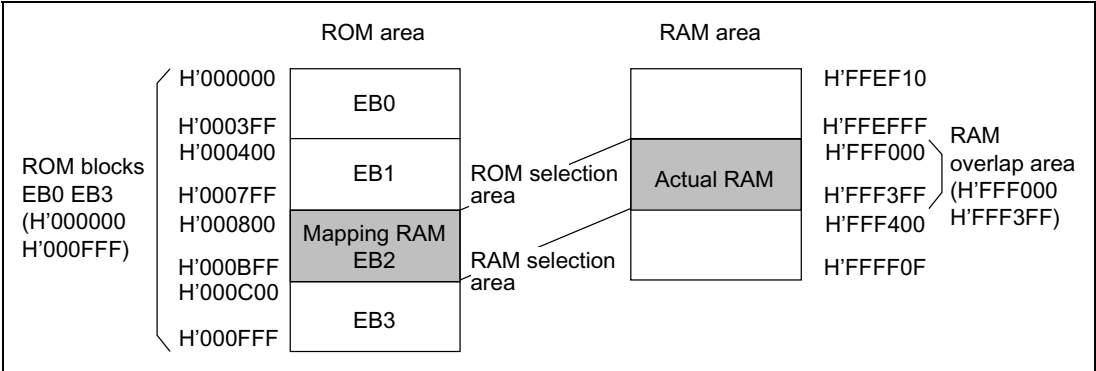 ROM area
RAM area
ROM blocks
EB0 EB3
(H'000000
H'000FFF)
H'000000
H'0003FF
H'000400
H'0007FF
H'000800
H'000BFF
H'000C00
H'000FFF
EB0
EB1
Mapping RAM
EB2
EB3
ROM selection
area
RAM selection
area
Actual RAM
H'FFEF10
H'FFEFFF
H'FFF000
H'FFF3FF
H'FFF400
H'FFFF0F
RAM
overlap area
(H'FFF000
H'FFF3FF)